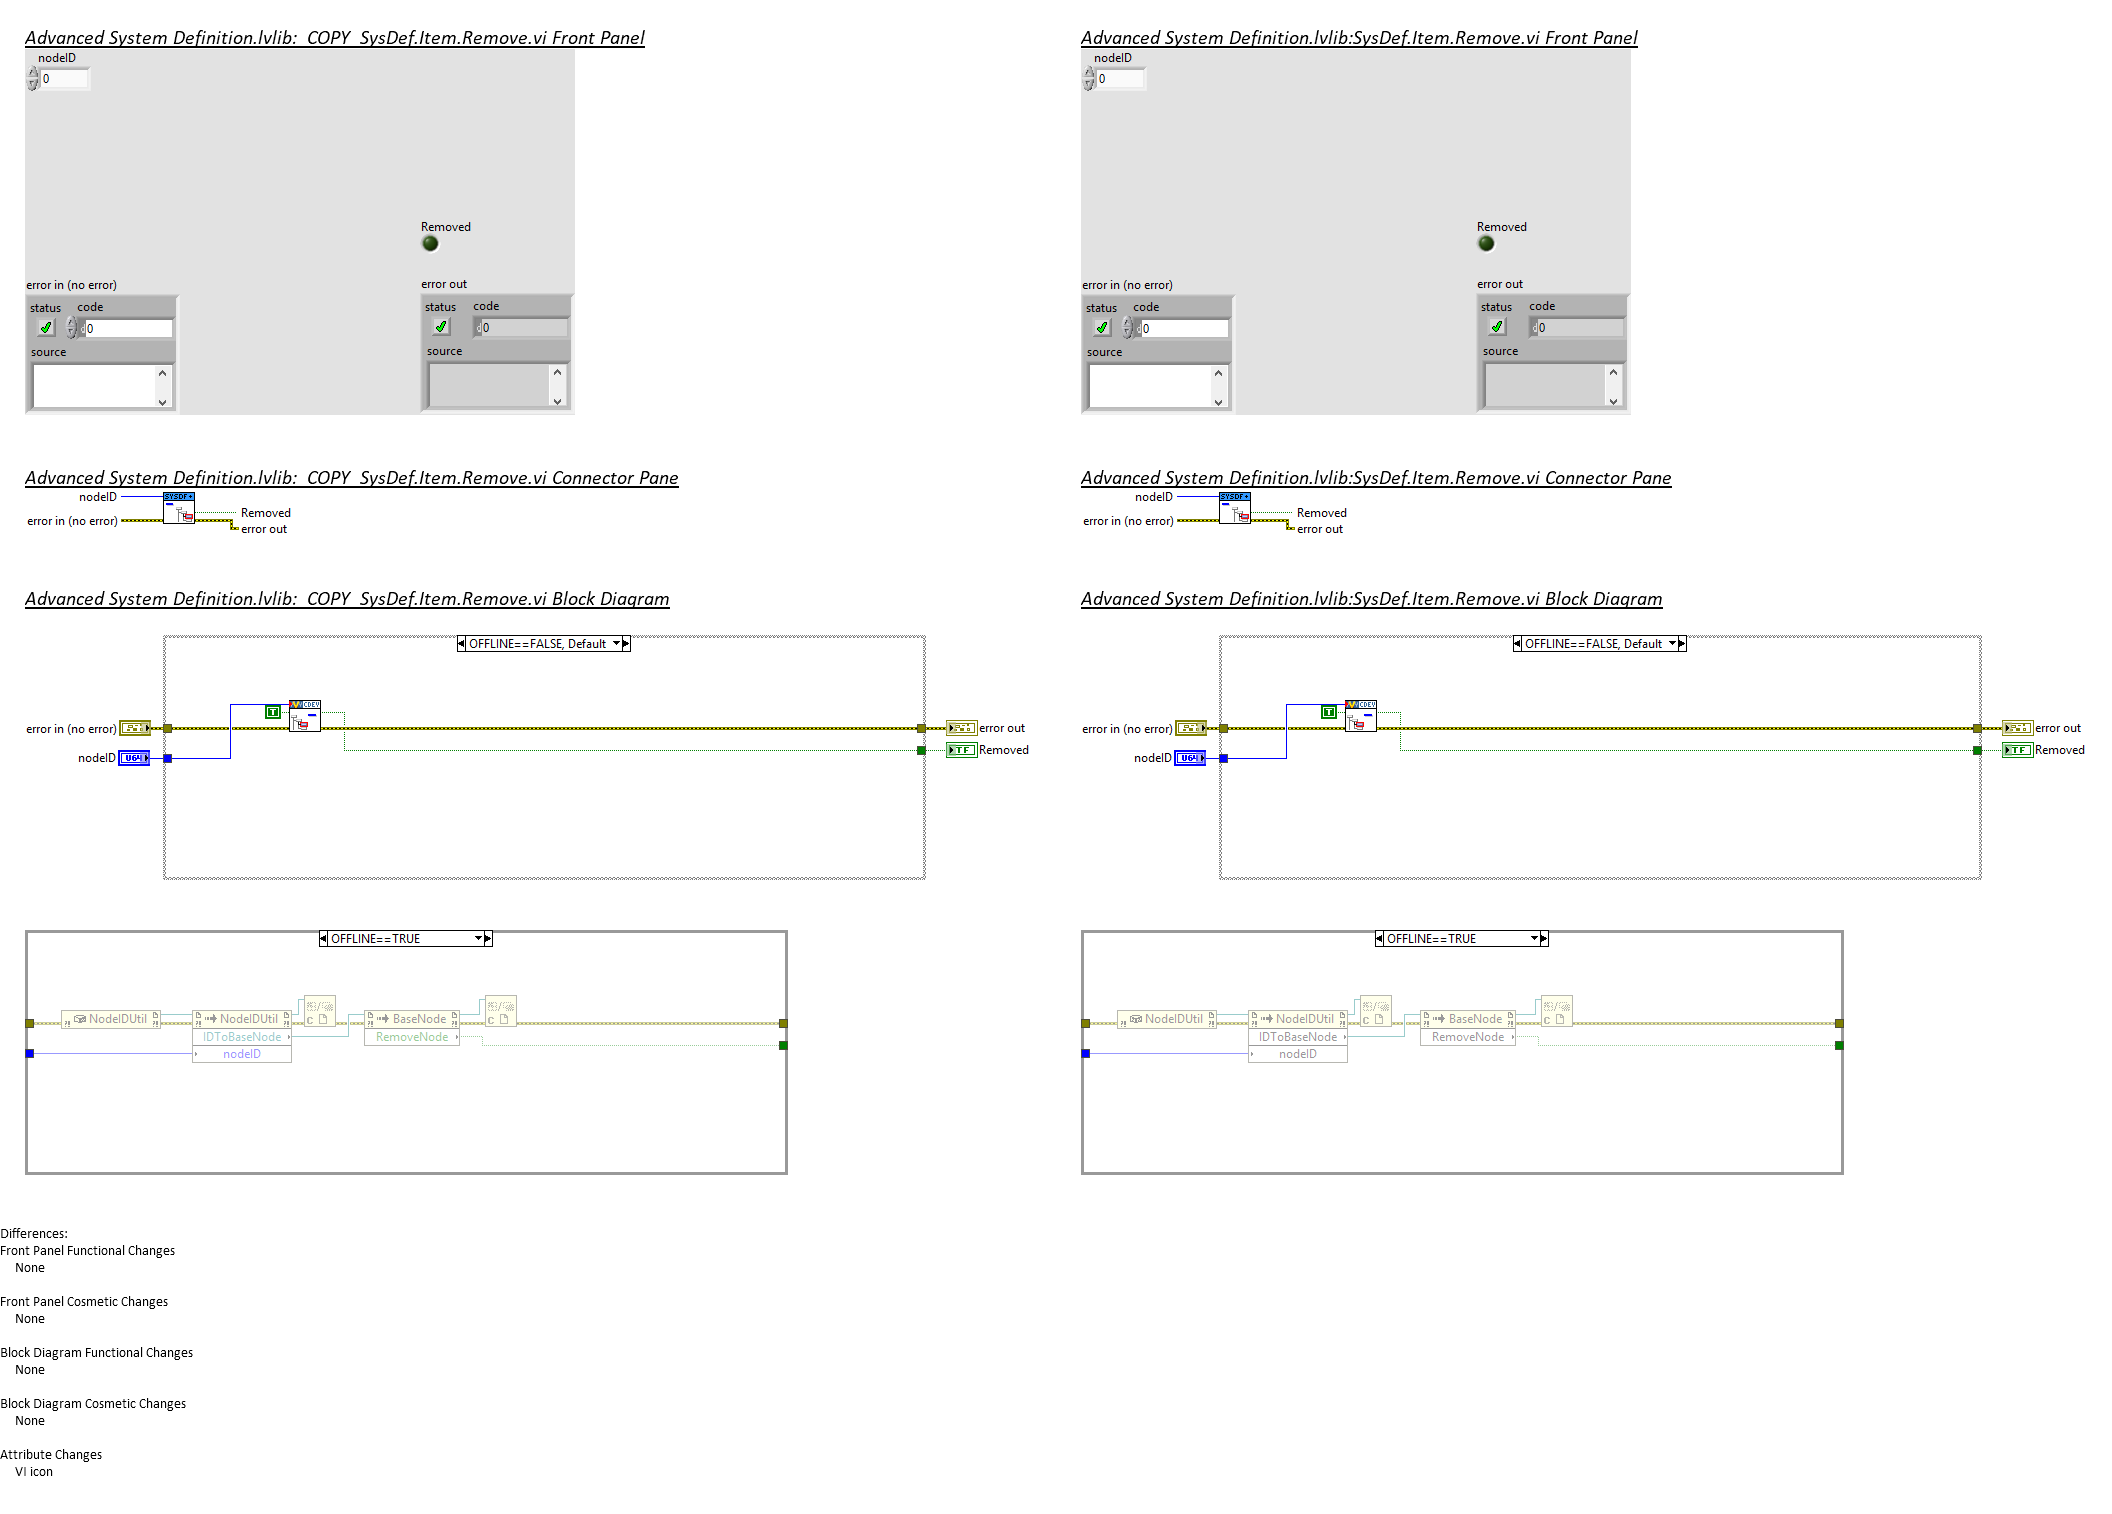 Advanced System Definition.lvlib:  COPY  SysDef.Item.Remove.vi Front Panel
nodeID
0
Removed
error in (no error)
error out
status code
0
status code
d0
source
source
Advanced System Definition.lvlib:SysDef.Item.Remove.vi Front Panel
nodeID
0
Removed
error in (no error)
error out
status code
d0
status code
d0
source
source
Advanced System Definition.lvlib:  COPY  SysDef.Item.Remove.vi Connector Pane
nodeID
SYSDF+
Removed
error in (no error)
error out
Advanced System Definition.lvlib:SysDef.Item.Remove.vi Connector Pane
nodeID
SYSDF+
Removed
error in (no error)
error out
Advanced System Definition.lvlib:  COPY  SysDef.Item.Remove.vi Block Diagram
OFFLINE==FALSE, Default
T
CDEV
error in (no error)
error out
nodeID
U64
TF
Removed
Advanced System Definition.lvlib:SysDef.Item.Remove.vi Block Diagram
OFFLINE==FALSE, Default
T
CDEV
error in (no error)
error out
nodeID
U64
TF
Removed
OFFLINE==TRUE
NodeIDUtil
NodeIDUtil
C
BaseNode
C
IDToBaseNode
RemoveNode
nodeID
OFFLINE==TRUE
NodeIDUtil
NodeIDUtil
C
BaseNode
C
IDToBaseNode
RemoveNode
nodeID
Differences:
Front Panel Functional Changes
None
Front Panel Cosmetic Changes
None
Block Diagram Functional Changes
None
Block Diagram Cosmetic Changes
None
Attribute Changes
VI icon